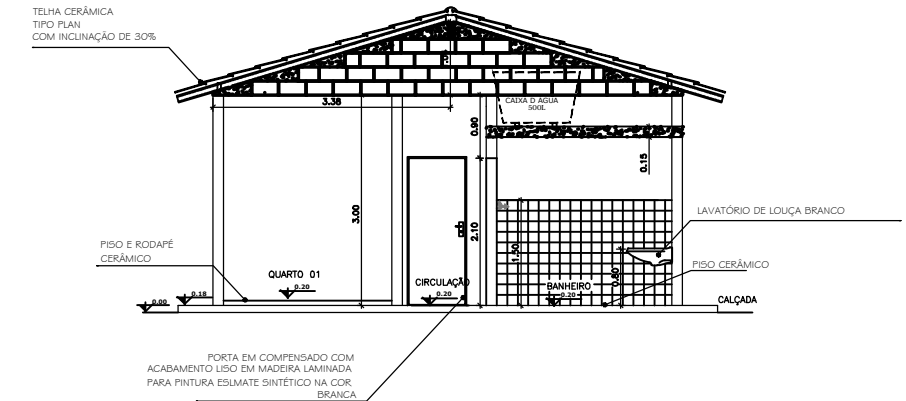 TELHA CERÂMICA
TIPO PLAN
COM INCLINAÇÃO DE 30%
3.38
CAIXA D AGUA
500L
0.90
0.15
3.00
2.10
1.50
0.80
LAVATÓRIO DE LOUÇA BRANCO
PISO E RODAPÉ
CERÂMICO
PISO CERÂMICO
QUARTO 01
0.20
CIRCULAÇÃO
0.20
BANHEIRO
0.20
0.00
0.18
CALÇADA
PORTA EM COMPENSADO COM
ACABAMENTO LISO EM MADEIRA LAMINADA
PARA PINTURA ESLMATE SINTÉTICO NA COR
BRANCA